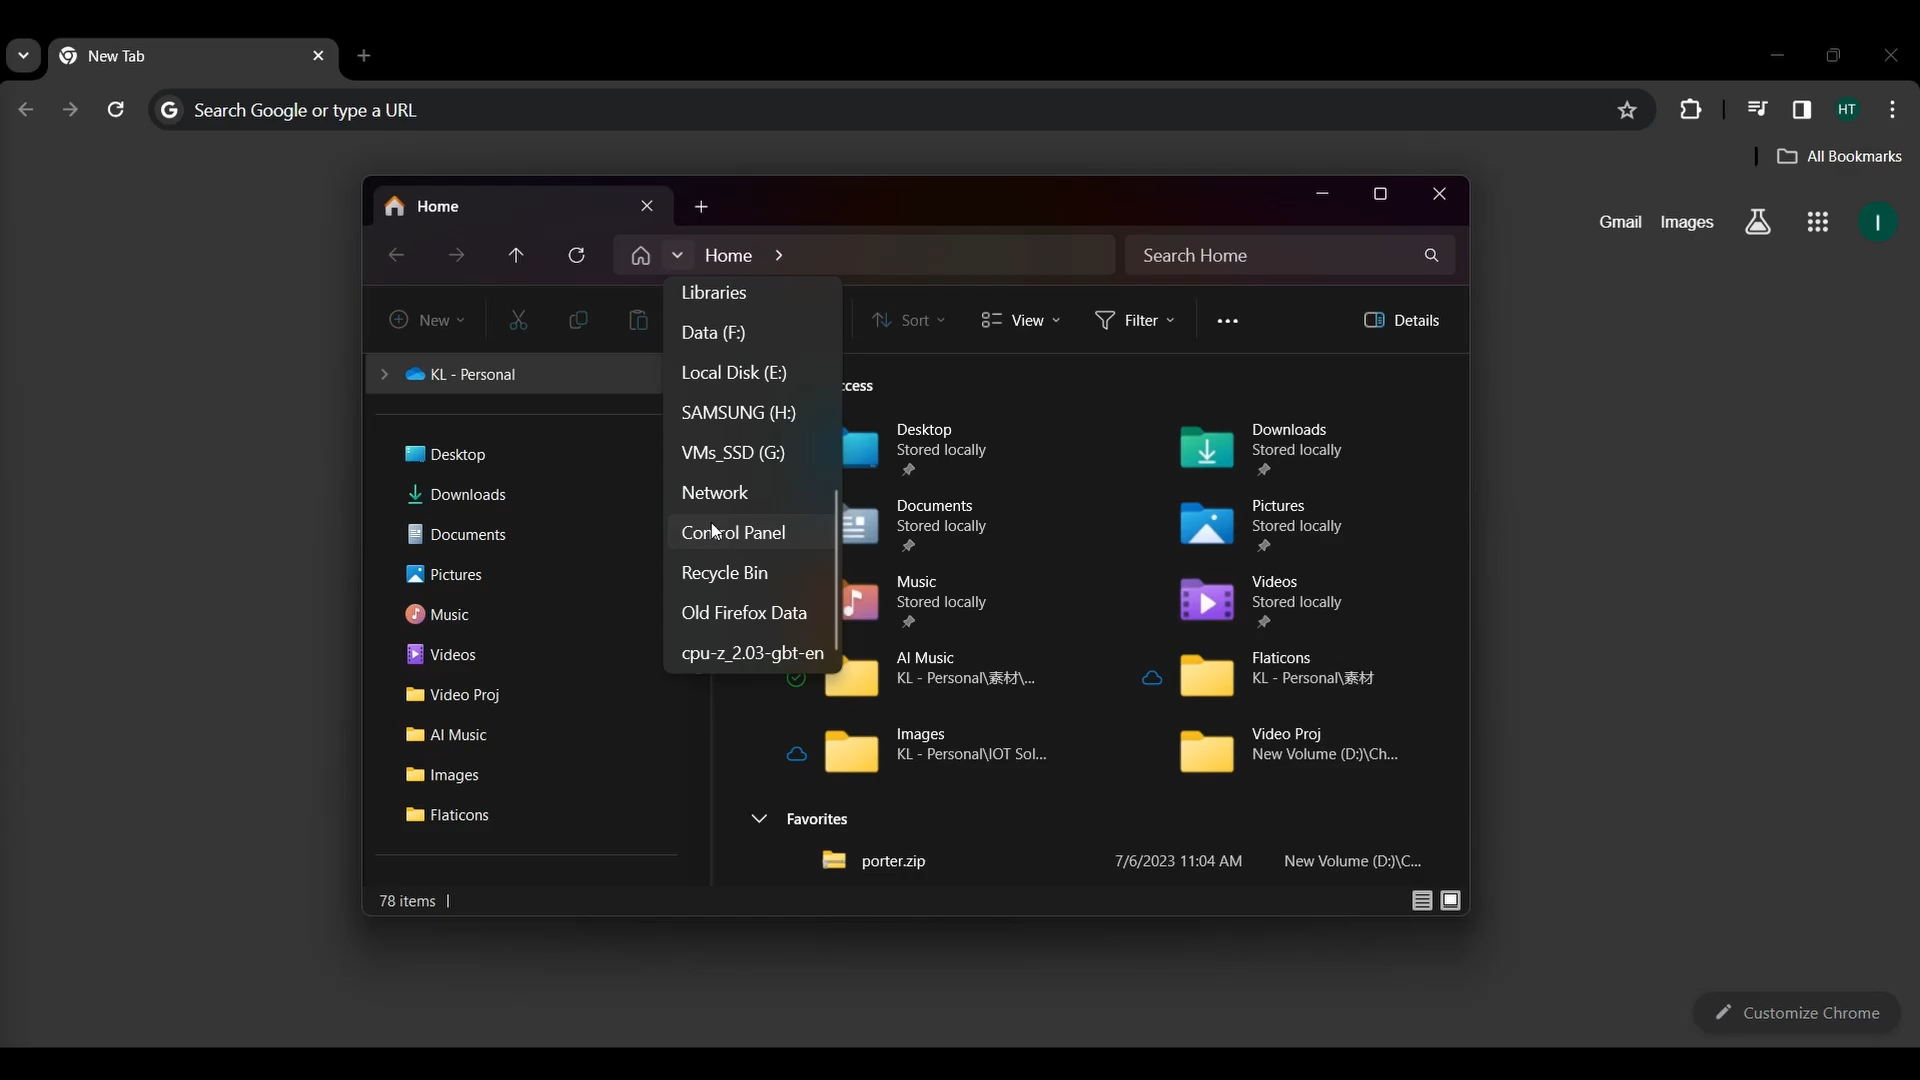 New Tab
Search Google or type a URL
HT
All Bookmarks
Gmail Images I
Home
Home
Search Home
New
Sort
View
Filter
Details
Libraries
Data (F:)
Local Disk (E:)
SAMSUNG (H:)
VMs_SSD (G:)
Network
Control Panel
Recycle Bin
Old Firefox Data
cpu-z_2.03-gbt-en
KL - Personal
Desktop
Downloads
Documents
Pictures
Music
Videos
Video Proj
AI Music
Images
Flaticons
Desktop
Stored locally
Downloads
Stored locally
Documents
Stored locally
Pictures
Stored locally
Music
Stored locally
Videos
Stored locally
AI Music
KL - Personal\素材\...
Flaticons
KL - Personal\素材
Images
KL - Personal\IOT Sol...
Video Proj
New Volume (D:)\Ch...
Favorites
porter.zip 7/6/2023 11:04 AM New Volume (D:)\C...
78 items
Customize Chrome